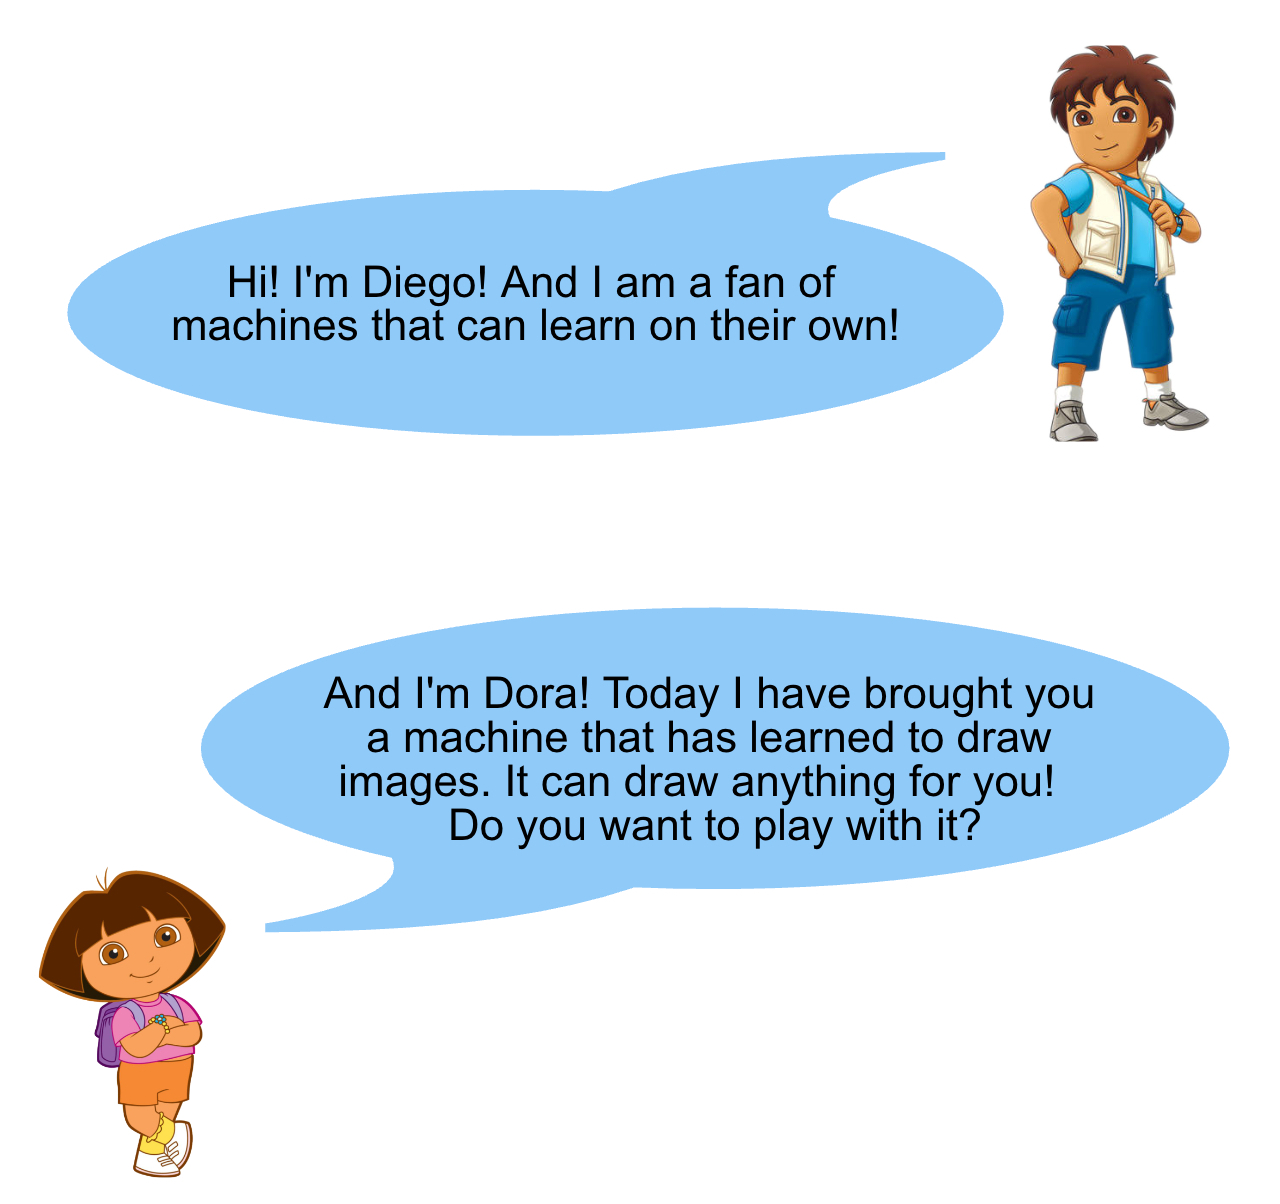 Hi! I'm Diego! And I am a fan of
machines that can learn on their own!
And I'm Dora! Today I have brought you
a machine that has learned to draw
images. It can draw anything for you!
Do you want to play with it?